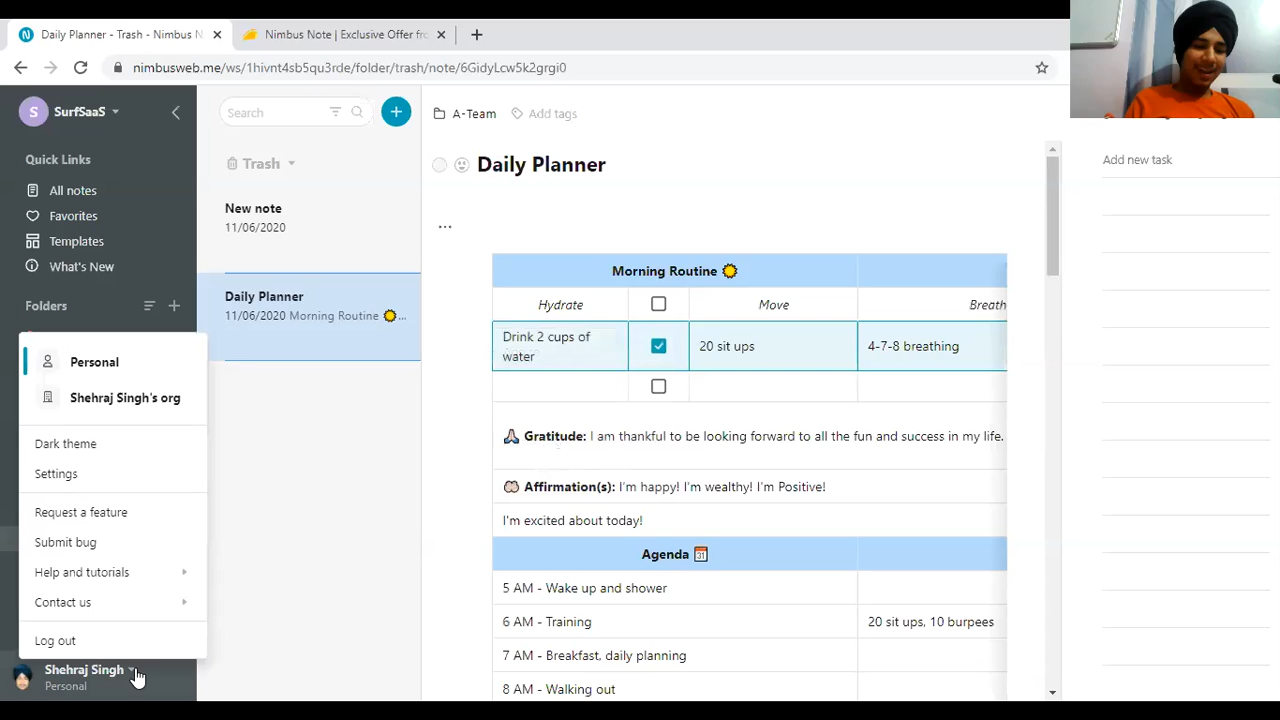 Daily Planner - Trash - Nimbus N
Nimbus Note | Exclusive Offer fro
nimbusweb.me/ws/1hivnt4sb5qu3rde/folder/trash/note/6GidyLcw5k2grgi0
S SurfSaaS
Quick Links
All notes
Favorites
Templates
What's New
Folders
Personal
Shehraj Singh's org
Dark theme
Settings
Request a feature
Submit bug
Help and tutorials
Contact us
Log out
Shehraj Singh
Personal
Search
Trash
New note
11/06/2020
Daily Planner
11/06/2020 Morning Routine ...
A-Team Add tags
Daily Planner
...
Morning Routine
Hydrate Move Breath
Drink 2 cups of
water
20 sit ups 4-7-8 breathing
Gratitude: I am thankful to be looking forward to all the fun and success in my life.
Affirmation(s): I'm happy! I'm wealthy! I'm Positive!
I'm excited about today!
Agenda 31
5 AM - Wake up and shower
6 AM - Training 20 sit ups, 10 burpees
7 AM - Breakfast, daily planning
8 AM - Walking out
Add new task